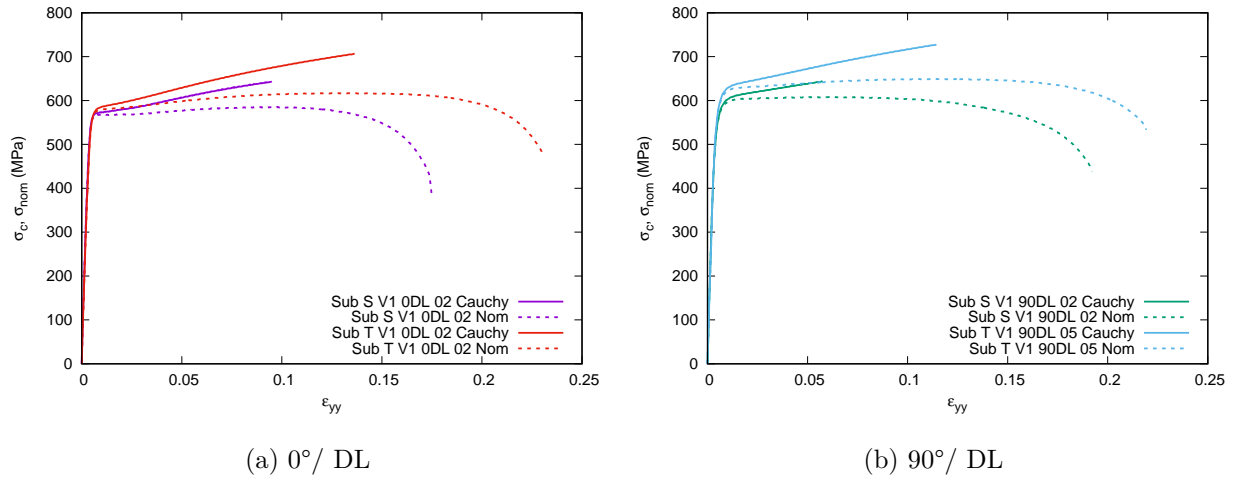 800
700
600
500
400
300
200
100
0
0
0.05
0.1
0.15
0.2
0.25
σc, σnom (MPa)
εyy
Sub S V1 0DL 02 Cauchy
Sub S V1 0DL 02 Nom
Sub T V1 0DL 02 Cauchy
Sub T V1 0DL 02 Nom
(a) 0°/ DL
800
700
600
500
400
300
200
100
0
0
0.05
0.1
0.15
0.2
0.25
σc, σnom (MPa)
εyy
Sub S V1 90DL 02 Cauchy
Sub S V1 90DL 02 Nom
Sub T V1 90DL 05 Cauchy
Sub T V1 90DL 05 Nom
(b) 90°/ DL